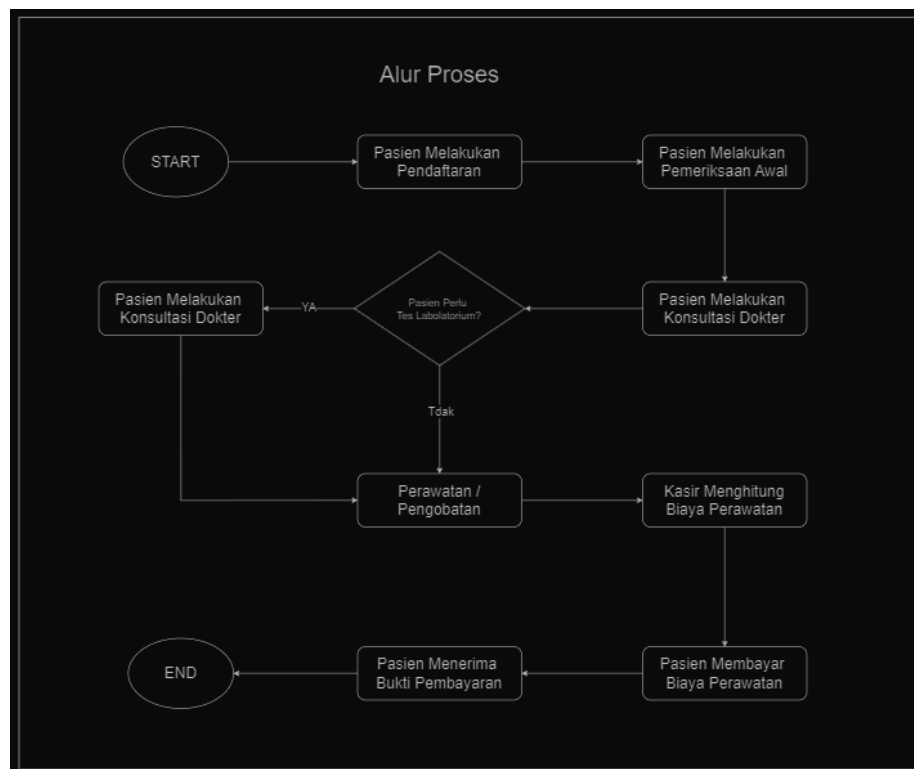 Alur Proses
START
Pasien Melakukan
Pendaftaran
Pasien Melakukan
Pemeriksaan Awal
Pasien Melakukan
Konsultasi Dokter
YA
Pasien Perlu
Tes Labolatorium?
Pasien Melakukan
Konsultasi Dokter
Tdak
Perawatan /
Pengobatan
Kasir Menghitung
Biaya Perawatan
END
Pasien Menerima
Bukti Pembayaran
Pasien Membayar
Biaya Perawatan